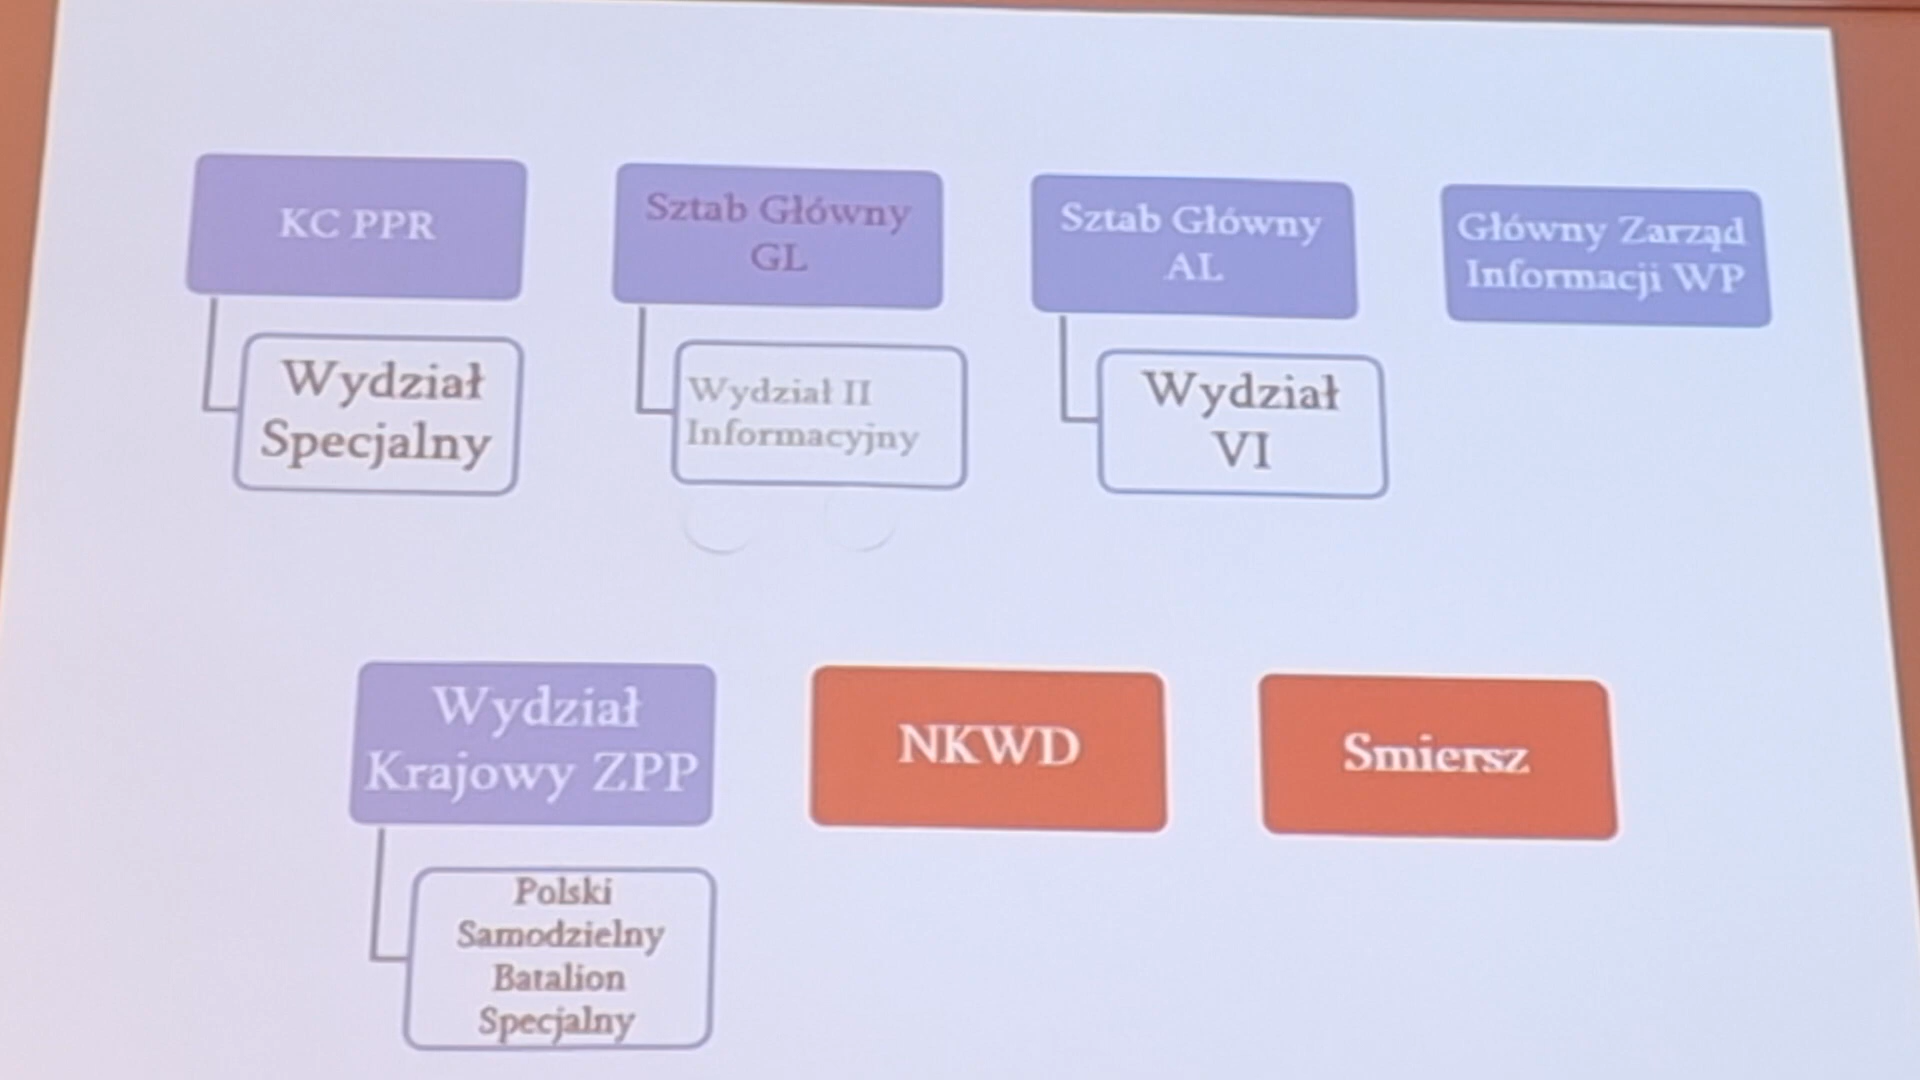 KC PPR
Wydział
Specjalny
Sztab Główny
GL
Wydział II
Informacyjny
Sztab Główny
AL
Wydział
VI
Główny Zarząd
Informacji WP
Wydział
Krajowy ZPP
Polski
Samodzielny
Batalion
Specjalny
NKWD
Smiersz